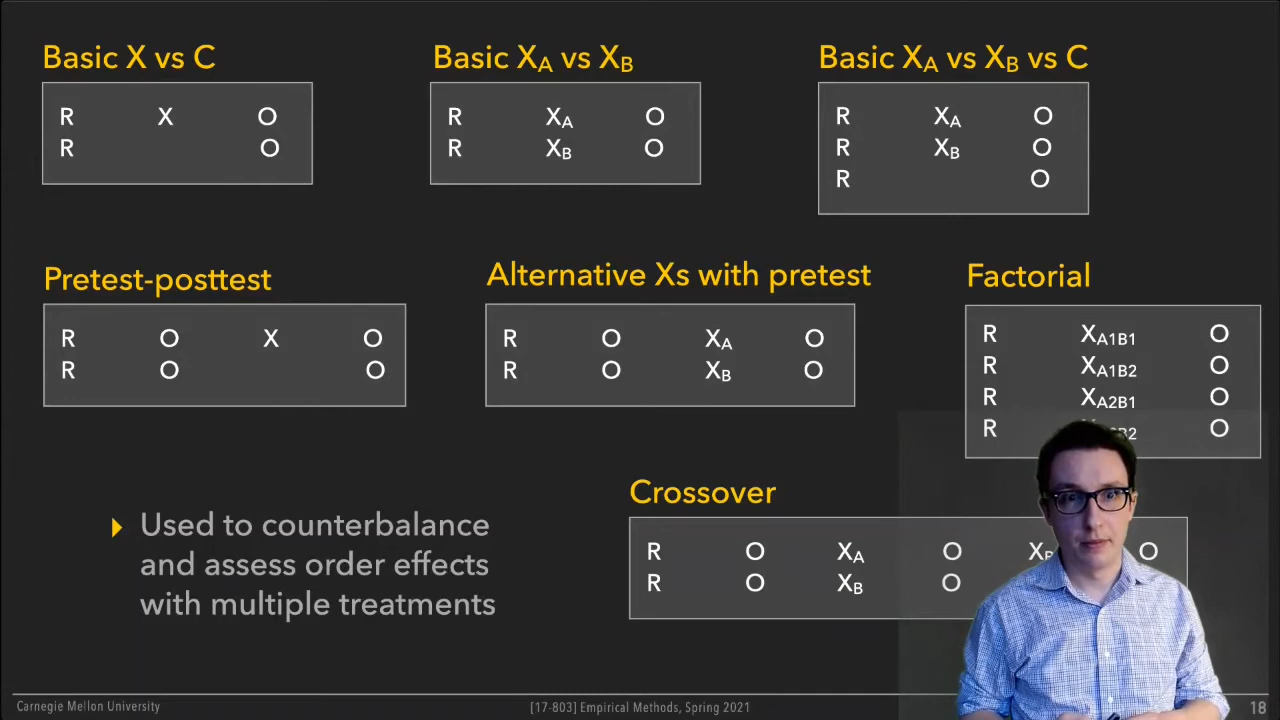 Basic X vs C
R X O
R O
Basic XA vs XB
R XA O
R XB O
Basic XA vs XB vs C
R XA O
R XB O
R O
Pretest-posttest
R O X O
R O O
Alternative Xs with pretest
R O XA O
R O XB O
Factorial
R XA1B1 O
R XA1B2 O
R XA2B1 O
R O
Used to counterbalance
and assess order effects
with multiple treatments
Crossover
R O XA O O
R O XB O
Carnegie Mellon University
[17-803] Empirical Methods, Spring 2021
18